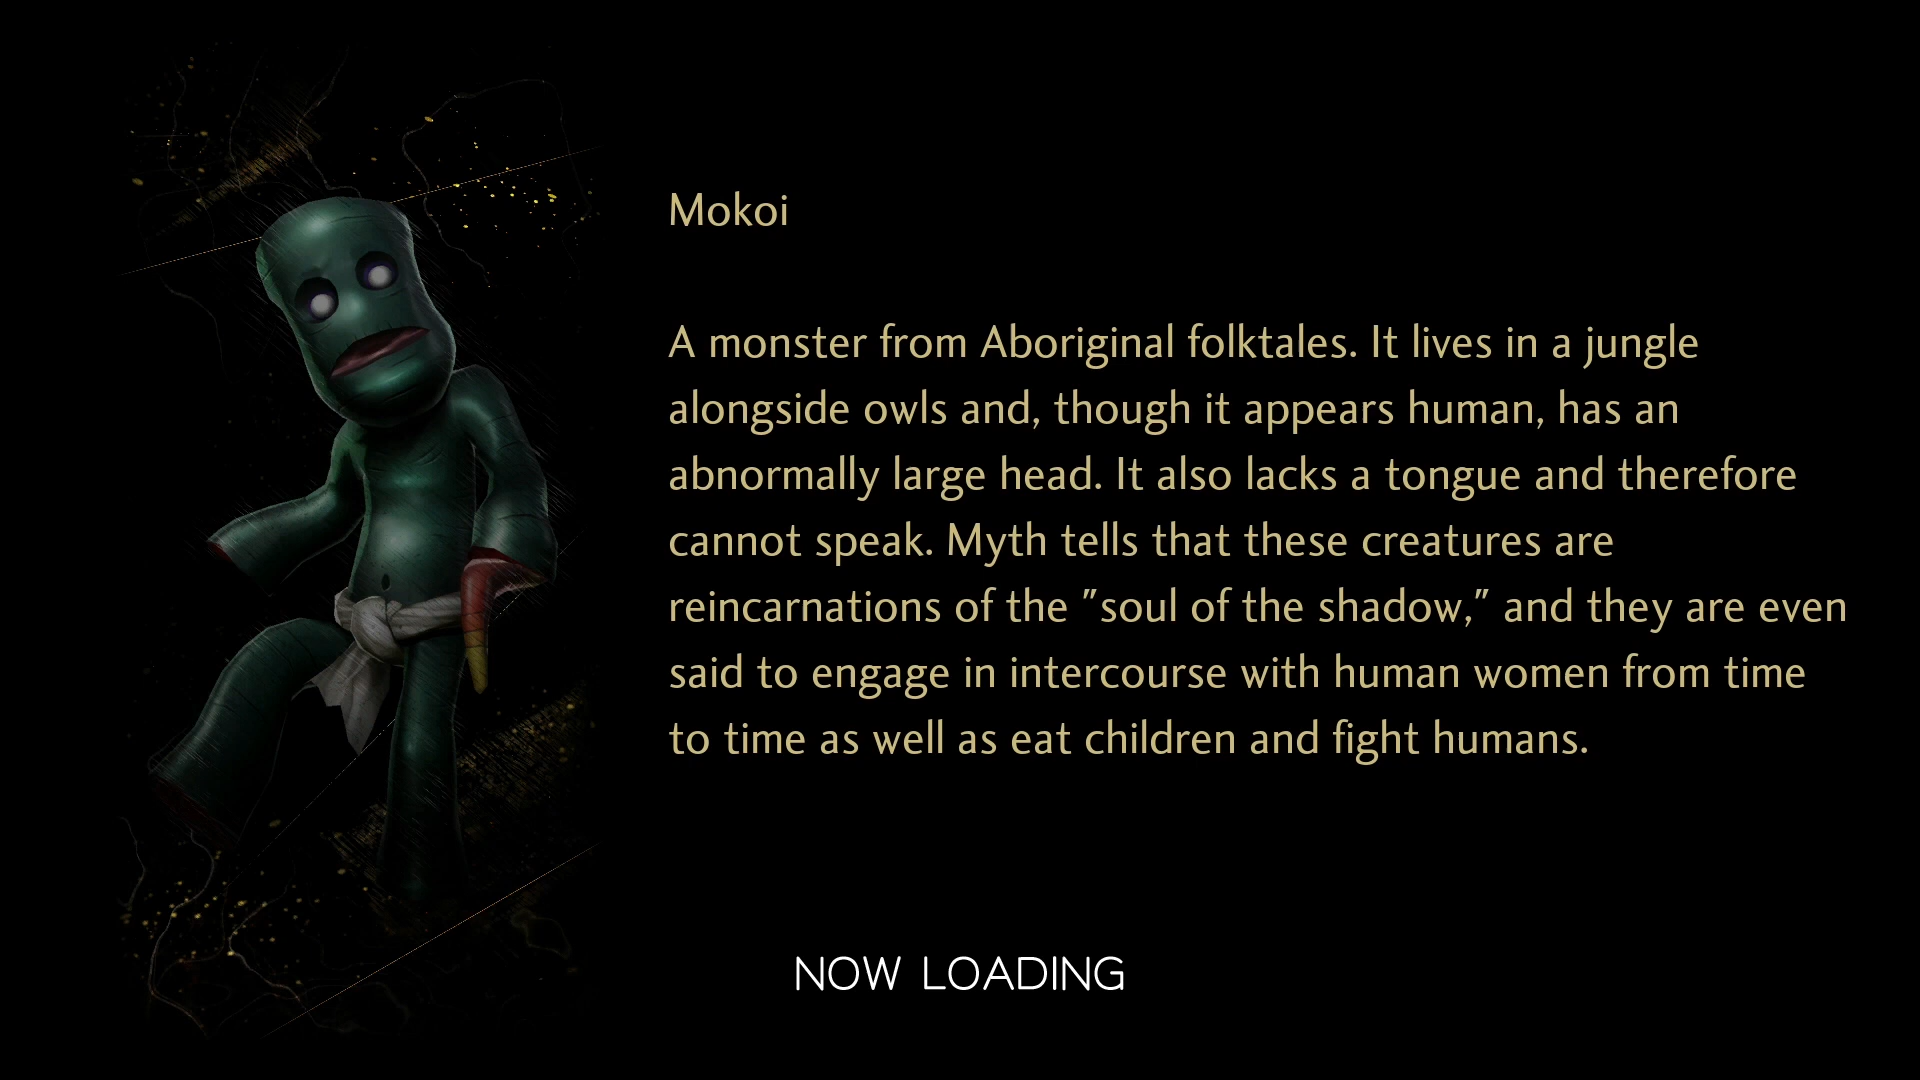 Mokoi
A monster from Aboriginal folktales. It lives in a jungle
alongside owls and, though it appears human, has an
abnormally large head. It also lacks a tongue and therefore
cannot speak. Myth tells that these creatures are
reincarnations of the "soul of the shadow," and they are even
said to engage in intercourse with human women from time
to time as well as eat children and fight humans.
NOW LOADING